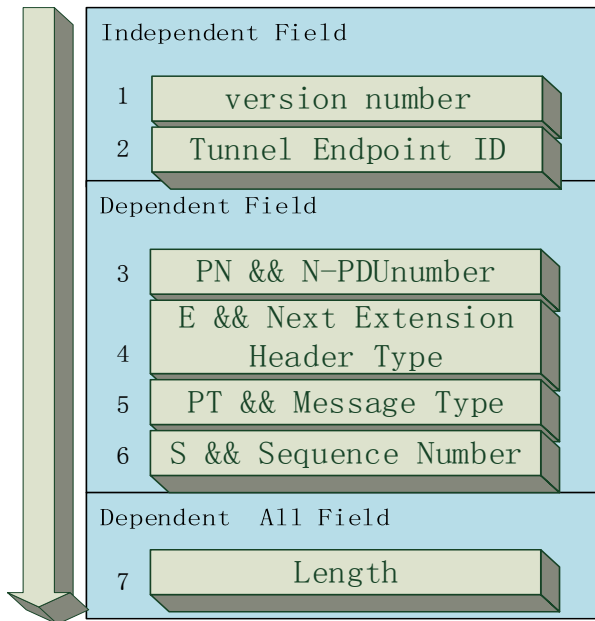 Independent Field
1 version number
2 Tunnel Endpoint ID
Dependent Field
3 PN && N-PDUnumber
E && Next Extension
4 Header Type
5 PT && Message Type
6 S && Sequence Number
Dependent All Field
7 Length